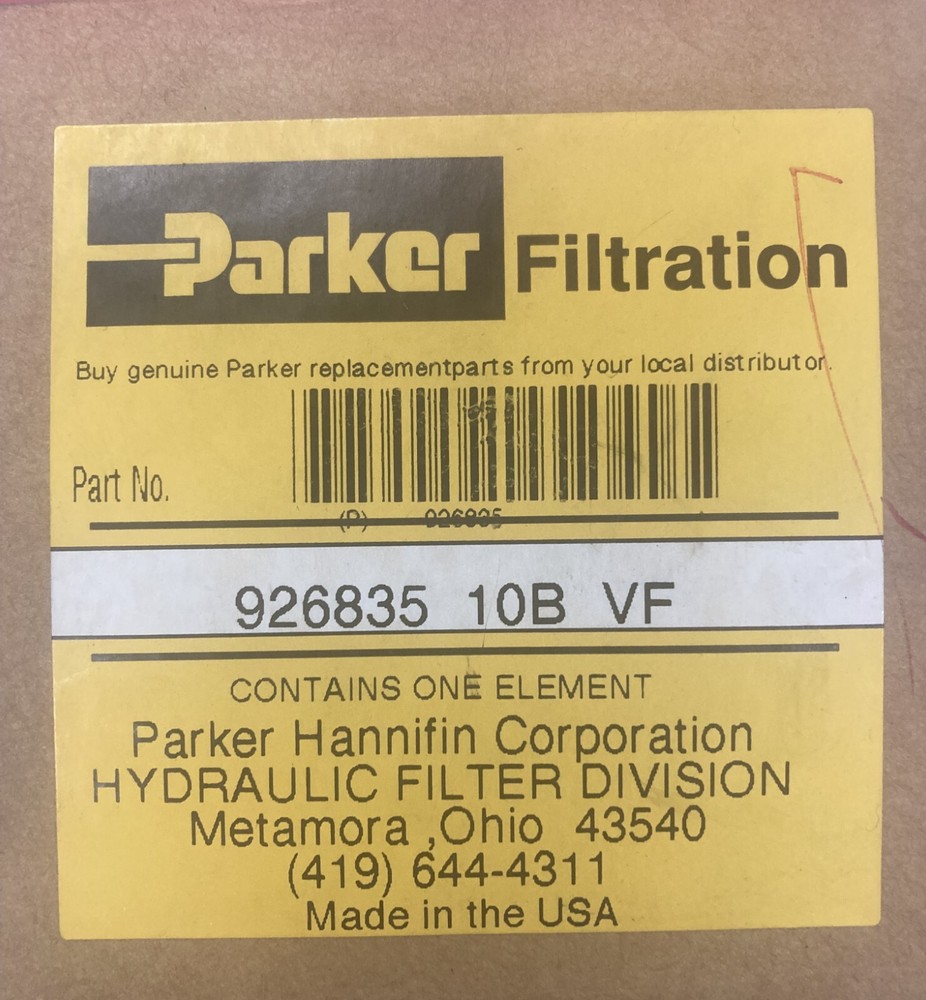 Parker Filtration
Buy genuine Parker replacementparts from your local distributor.
Part No.
(P) 926835
926835 10B VF
CONTAINS ONE ELEMENT
Parker Hannifin Corporation
HYDRAULIC FILTER DIVISION
Metamora ,Ohio 43540
(419) 644-4311
Made in the USA